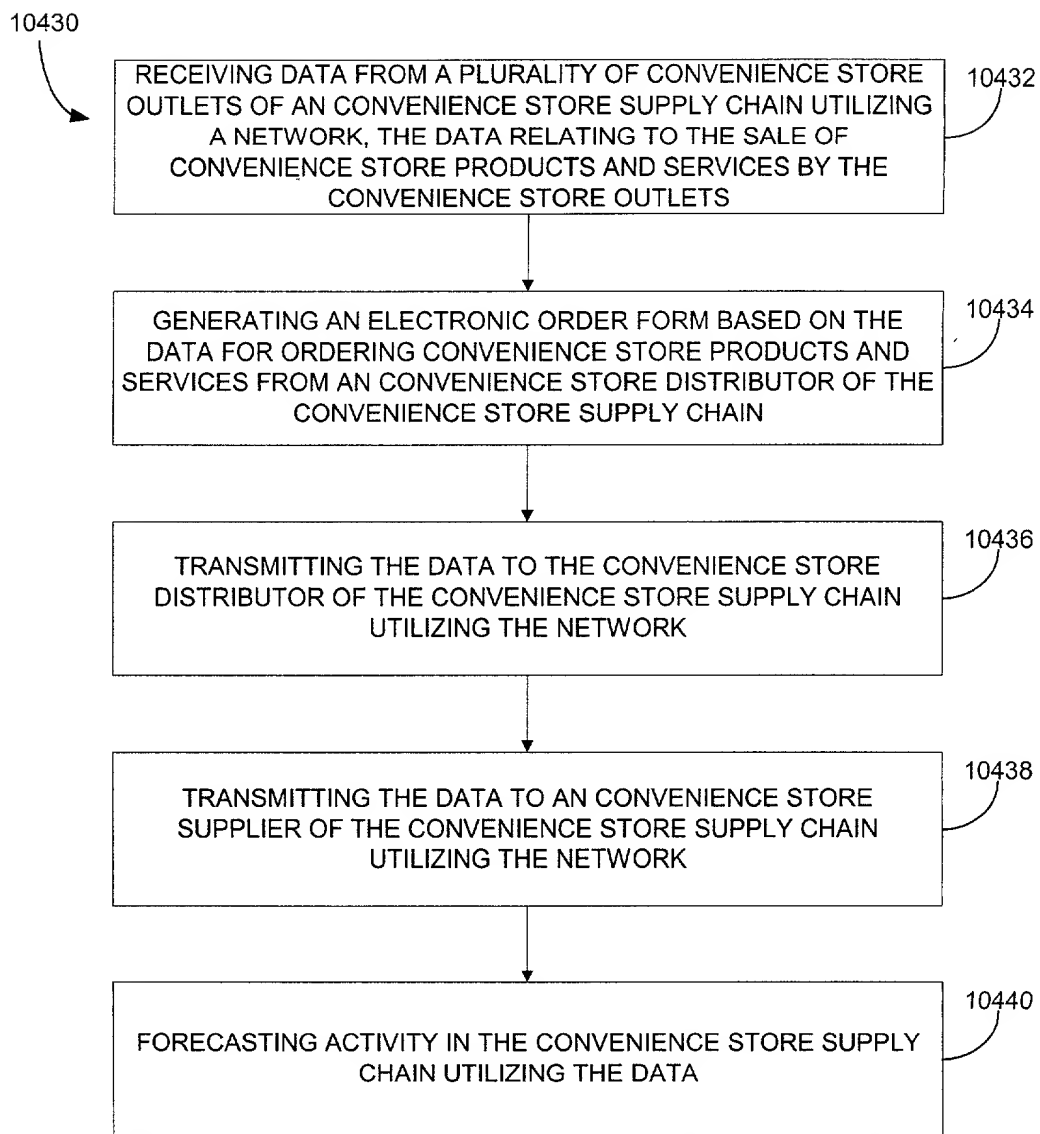 10430
RECEIVING DATA FROM A PLURALITY OF CONVENIENCE STORE
OUTLETS OF AN CONVENIENCE STORE SUPPLY CHAIN UTILIZING
A NETWORK, THE DATA RELATING TO THE SALE OF
CONVENIENCE STORE PRODUCTS AND SERVICES BY THE
CONVENIENCE STORE OUTLETS
10432
GENERATING AN ELECTRONIC ORDER FORM BASED ON THE
DATA FOR ORDERING CONVENIENCE STORE PRODUCTS AND
SERVICES FROM AN CONVENIENCE STORE DISTRIBUTOR OF THE
CONVENIENCE STORE SUPPLY CHAIN
10434
TRANSMITTING THE DATA TO THE CONVENIENCE STORE
DISTRIBUTOR OF THE CONVENIENCE STORE SUPPLY CHAIN
UTILIZING THE NETWORK
10436
TRANSMITTING THE DATA TO AN CONVENIENCE STORE
SUPPLIER OF THE CONVENIENCE STORE SUPPLY CHAIN
UTILIZING THE NETWORK
10438
FORECASTING ACTIVITY IN THE CONVENIENCE STORE SUPPLY
CHAIN UTILIZING THE DATA
10440